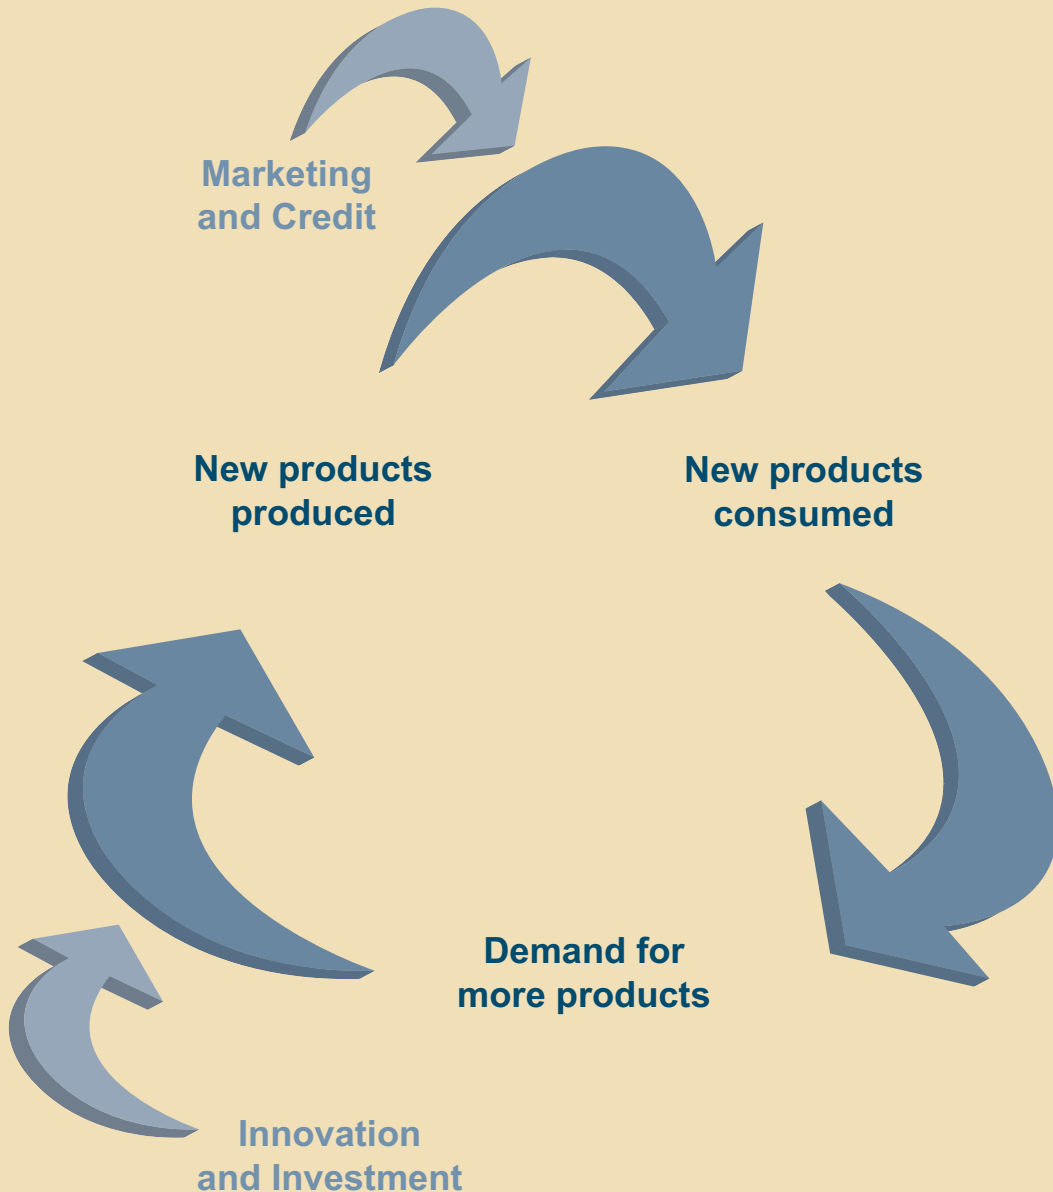 Marketing
and Credit
New products
produced
New products
consumed
Demand for
more products
Innovation
and Investment